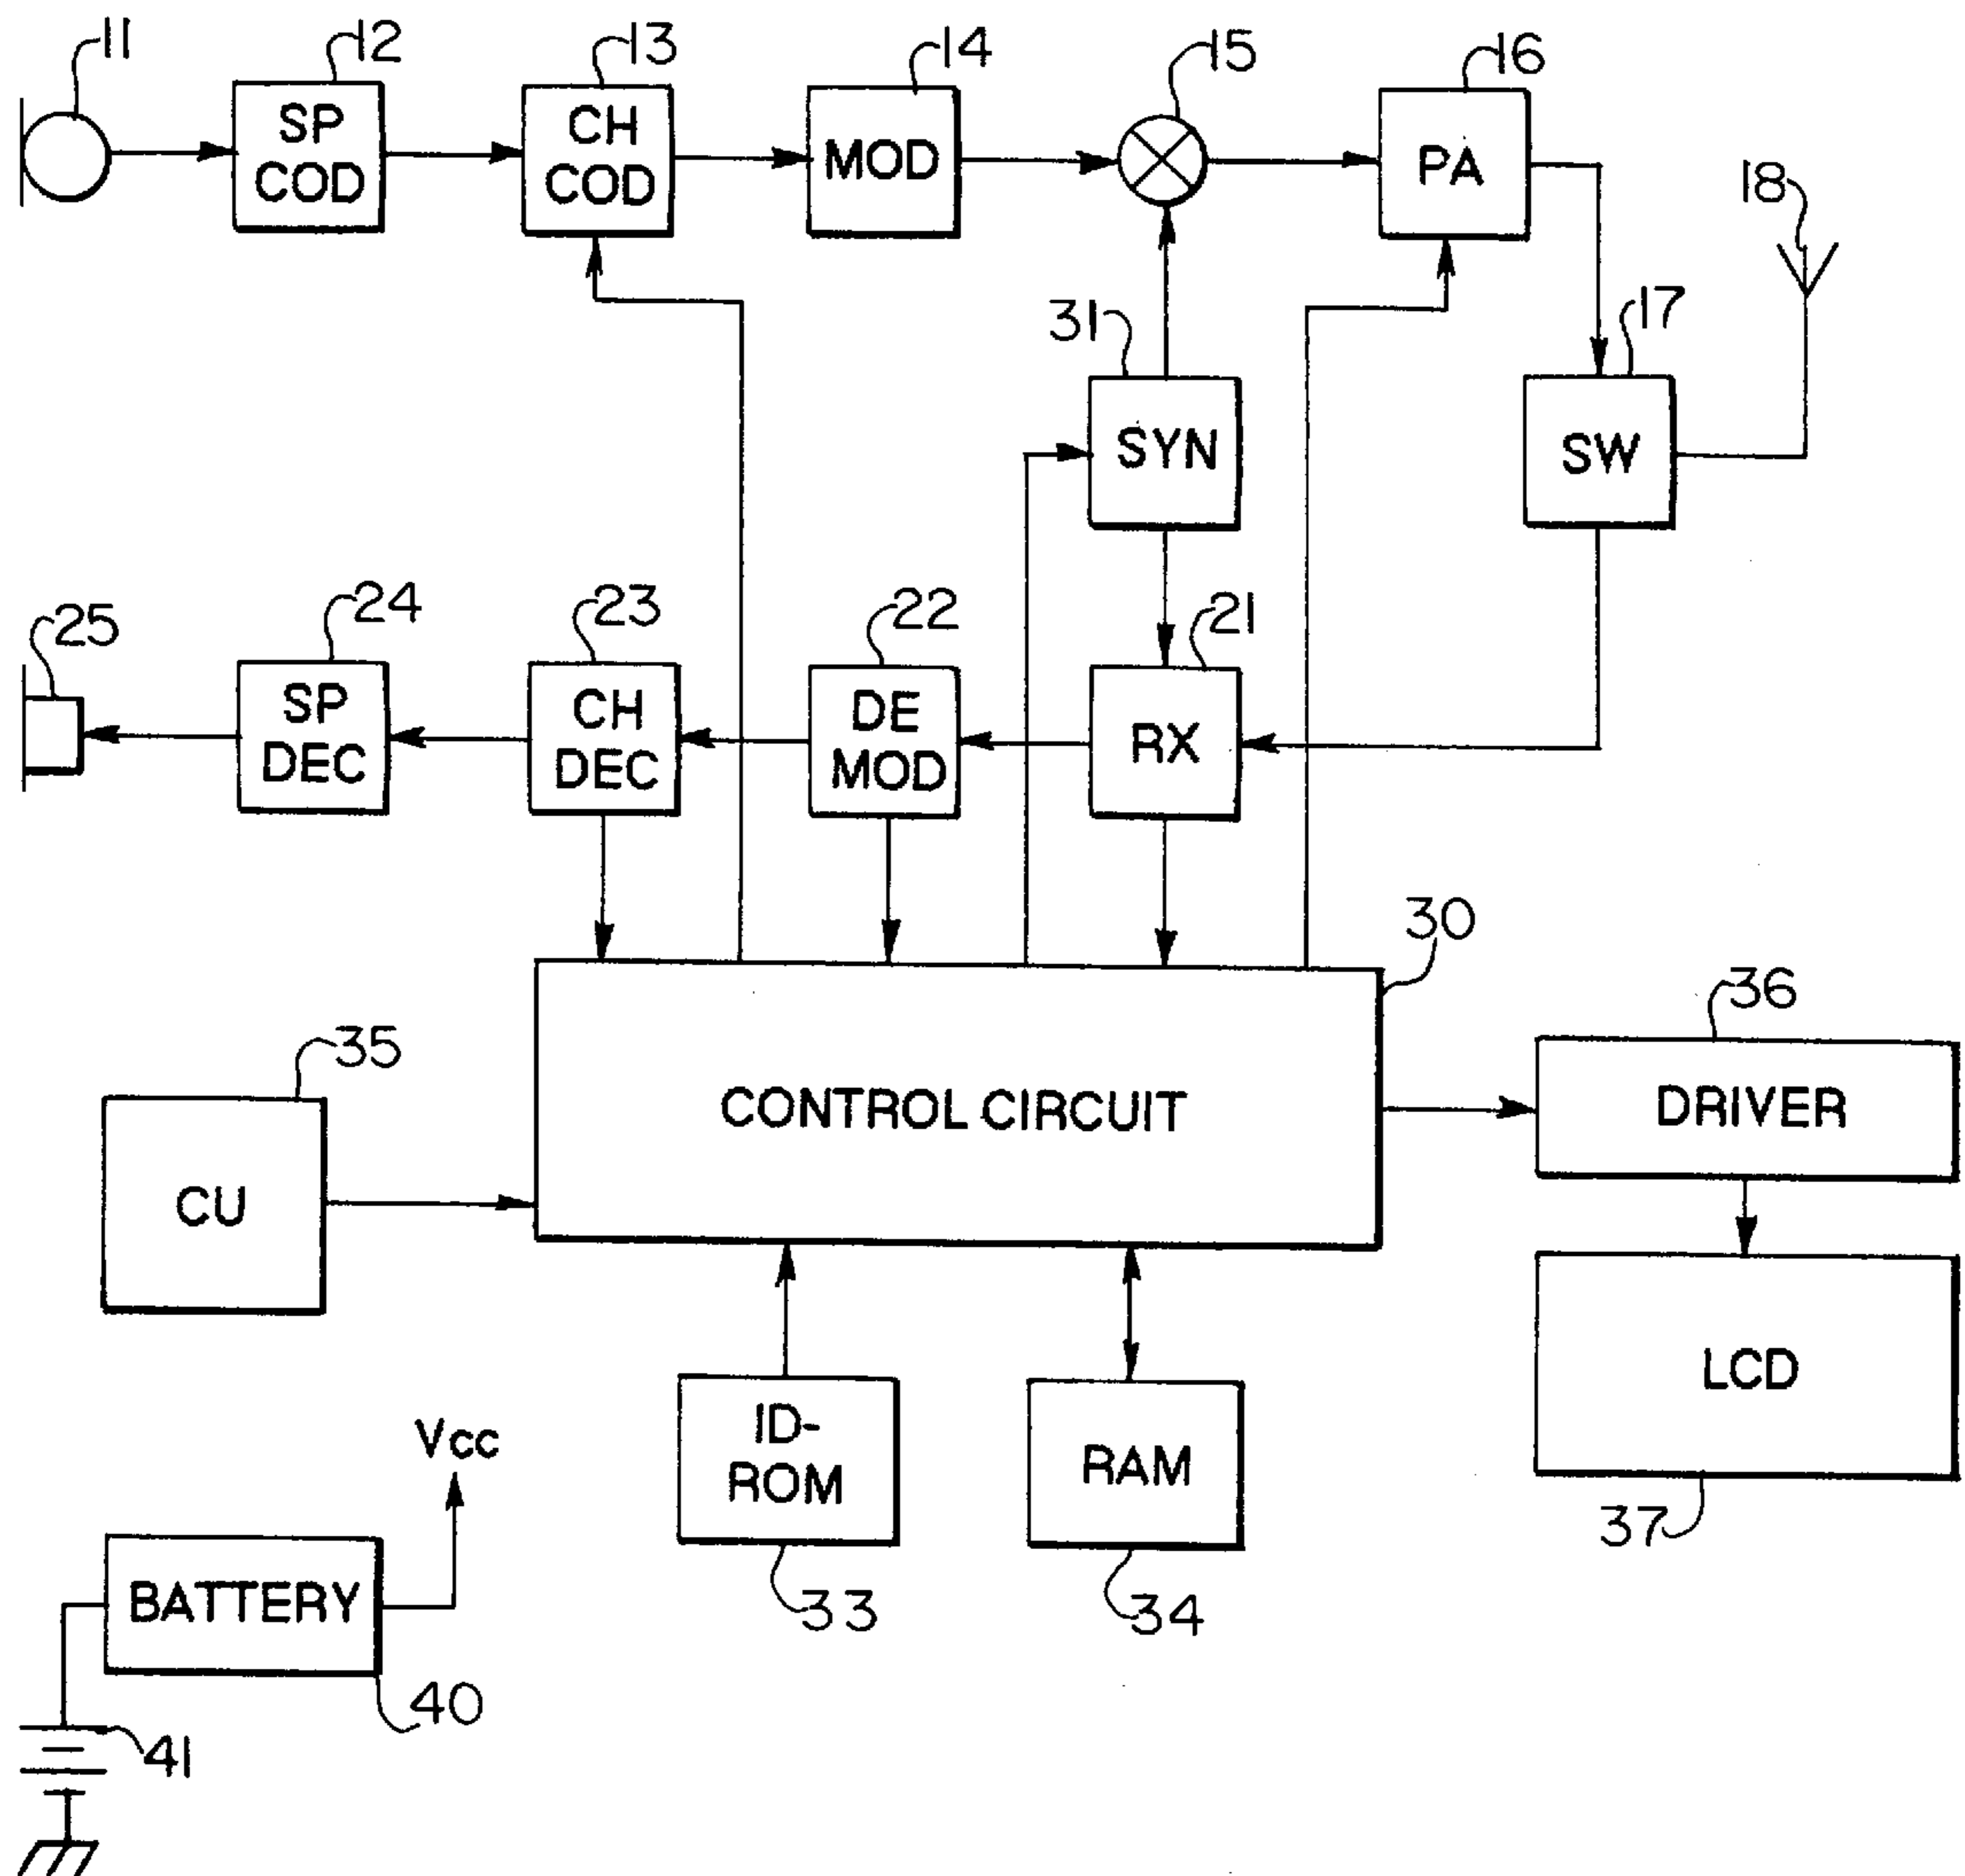 11
12
13
14
15
16
SP
COD
CH
COD
MOD
PA
18
31
17
SYN
SW
25
24
23
22
21
SP
DEC
CH
DEC
DE
MOD
RX
30
36
35
CONTROL CIRCUIT
DRIVER
CU
LCD
Vcc
ID-
ROM
RAM
37
BATTERY
33
34
40
41